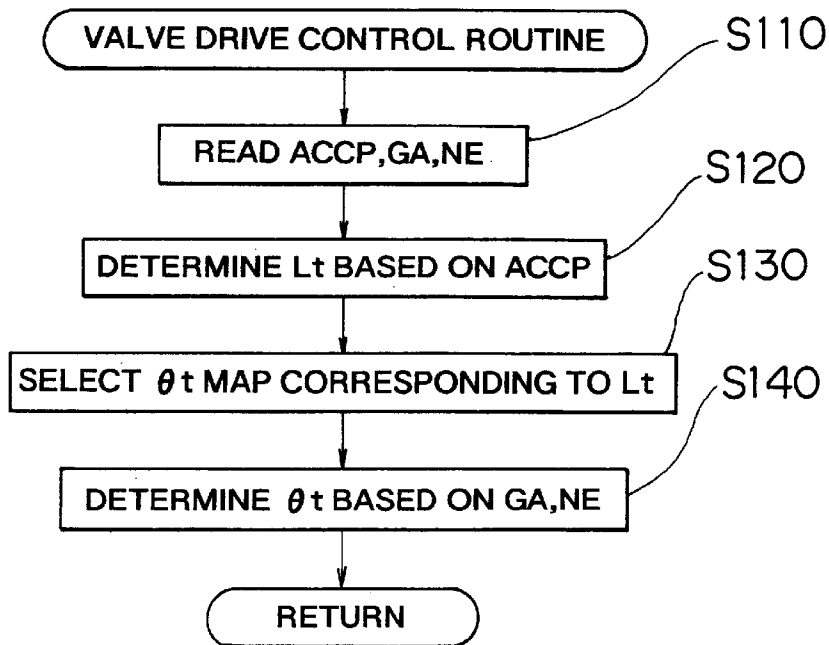 VALVE DRIVE CONTROL ROUTINE
S110
READ ACCP,GA,NE
S120
DETERMINE Lt BASED ON ACCP
S130
SELECT θt MAP CORRESPONDING TO Lt
S140
DETERMINE θt BASED ON GA,NE
RETURN